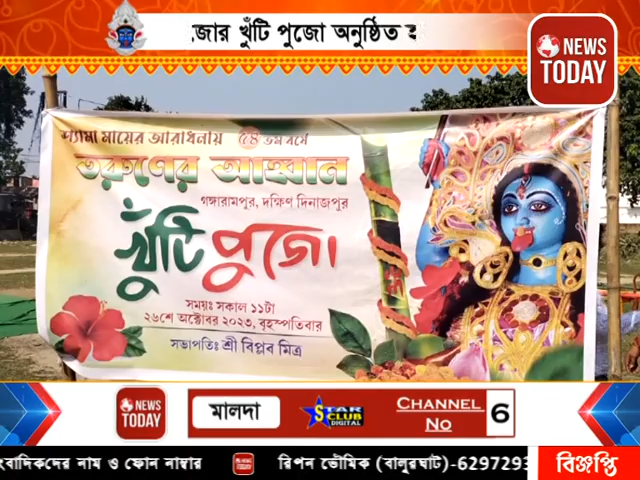 খুঁটি পুজো অনুষ্ঠিত
NEWS
TODAY
শ্যামা মায়ের আরাধনায় ৫৪ তম বর্ষে
তরুণের আহ্বান
গঙ্গারামপুর, দক্ষিণ দিনাজপুর
খুঁটি পুজো
সময়ঃ সকাল ১১টা
২৬শে অক্টোবর ২০২৩, বৃহস্পতিবার
সভাপতিঃ শ্রী বিপ্লব মিত্র
NEWS
TODAY
মালদা
STAR
CLUB
DIGITAL
CHANNEL
NO
6
নাম ও ফোন নাম্বার
NEWS
TODAY
রিপন ভৌমিক (বালুরঘাট)-629729
বিজ্ঞপ্তি